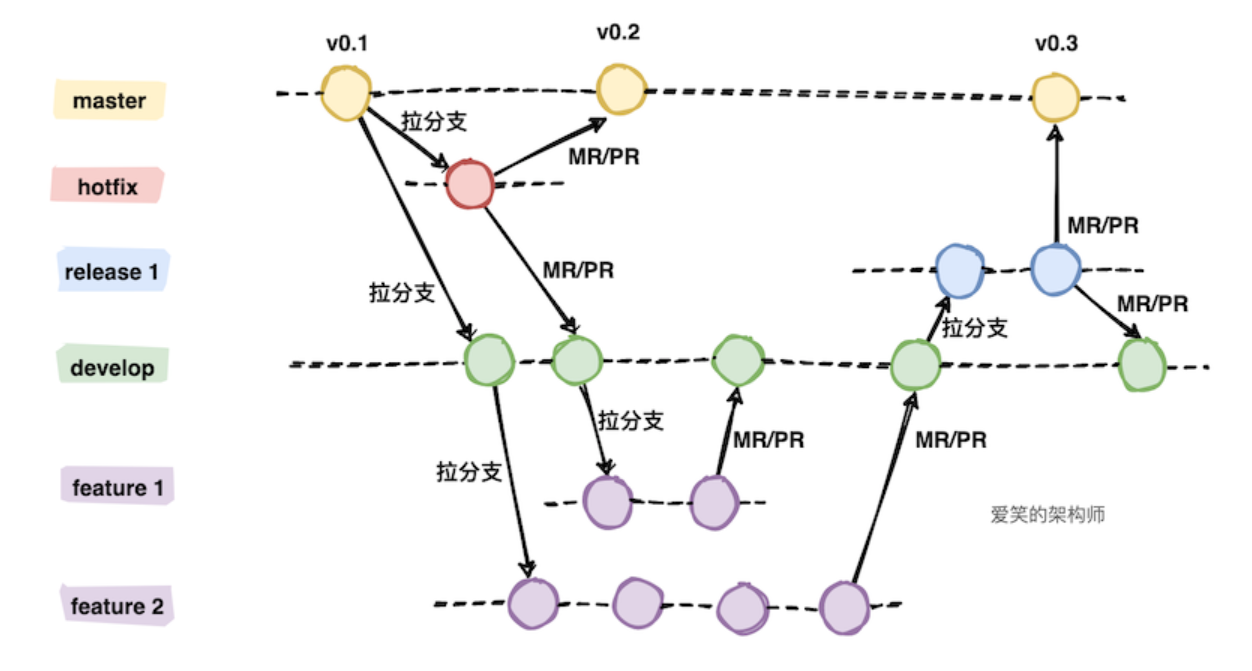 v0.1
v0.2
v0.3
master
拉分支
MR/PR
hotfix
MR/PR
release 1
MR/PR
拉分支
MR/PR
拉分支
develop
拉分支
MR/PR
MR/PR
拉分支
feature 1
爱笑的架构师
feature 2